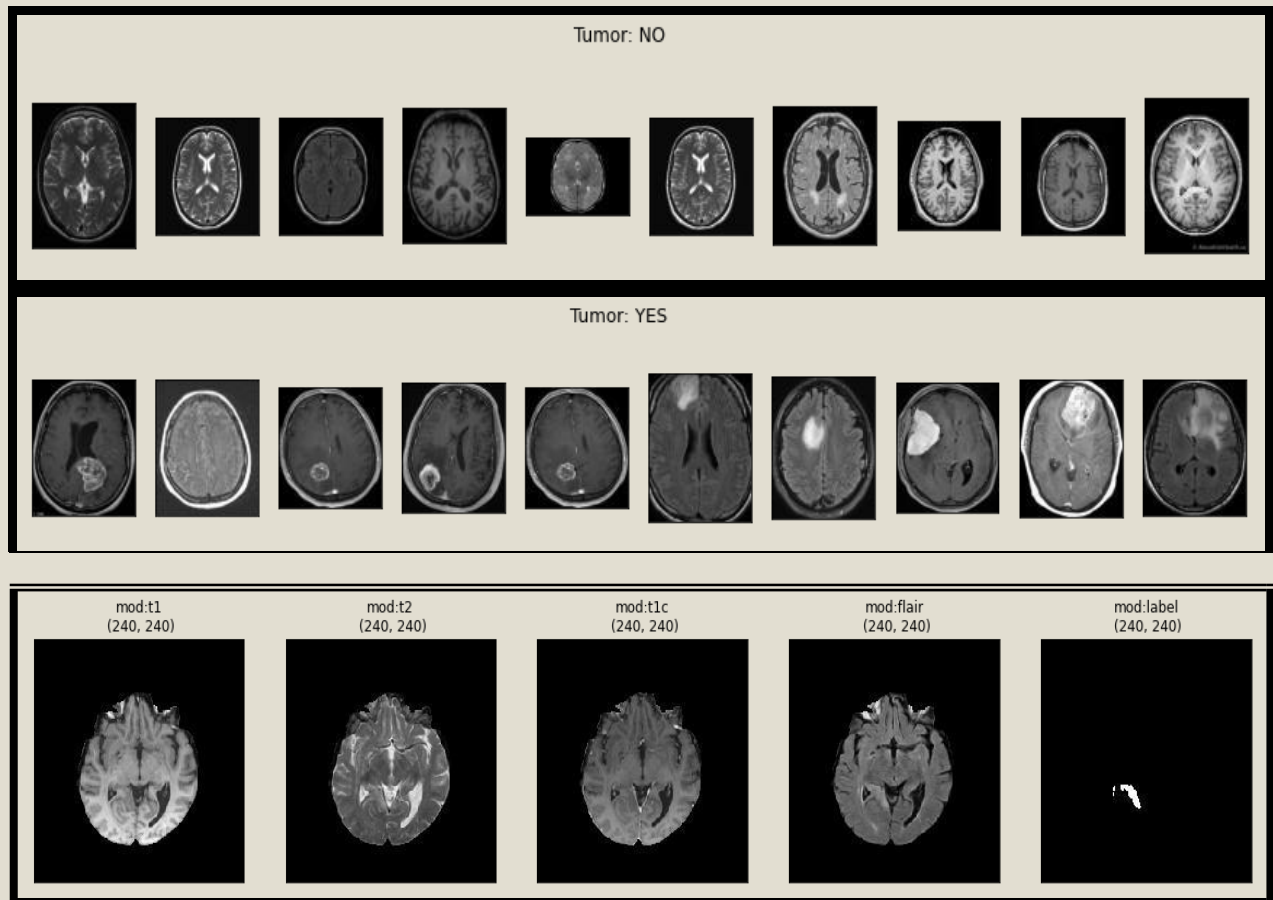 Tumor: NO
Tumor: YES
mod:t1
(240, 240)
mod:t2
(240, 240)
mod:t1c
(240, 240)
mod:flair
(240, 240)
mod:label
(240, 240)